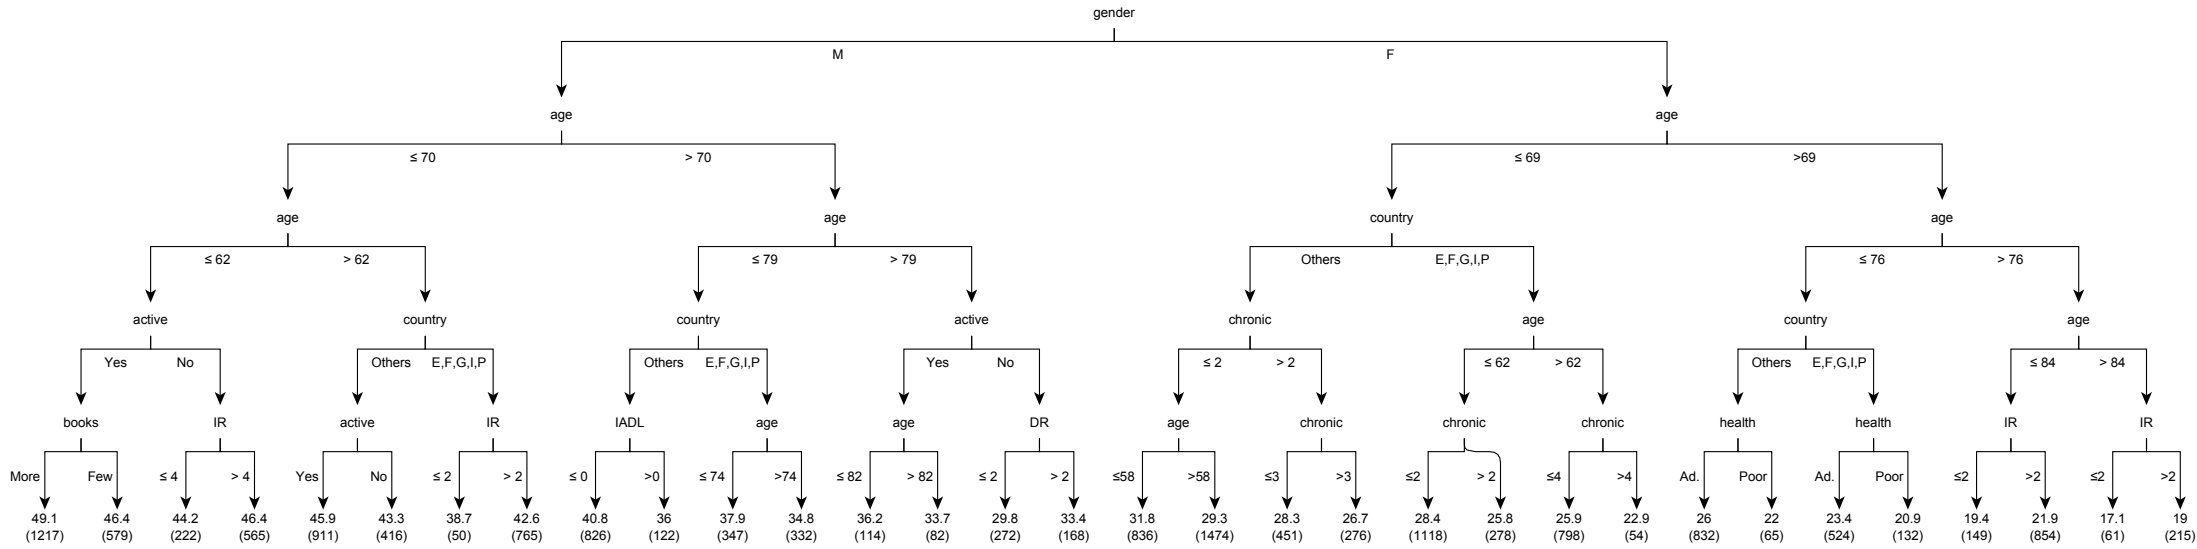 gender
M F
age age
≤ 70 > 70 ≤ 69 >69
age age country age
≤ 62 > 62 ≤ 79 > 79 Others E,F,G,I,P ≤ 76 > 76
active country country active chronic age country age
Yes No Others E,F,G,I,P Others E,F,G,I,P Yes No ≤ 2 > 2 ≤ 62 > 62 Others E,F,G,I,P ≤ 84 > 84
books IR active IR IADL age age DR age chronic chronic chronic health health IR IR
More Few ≤ 4 > 4 Yes No ≤ 2 > 2 ≤ 0 >0 ≤ 74 >74 ≤ 82 > 82 ≤ 2 > 2 ≤58 >58 ≤3 >3 ≤2 > 2 ≤4 >4 Ad. Poor Ad. Poor ≤2 >2 ≤2 >2
49.1 46.4 44.2 46.4 45.9 43.3 38.7 42.6 40.8 36 37.9 34.8 36.2 33.7 29.8 33.4 31.8 29.3 28.3 26.7 28.4 25.8 25.9 22.9 26 22 23.4 20.9 19.4 21.9 17.1 19
(1217) (579) (222) (565) (911) (416) (50) (765) (826) (122) (347) (332) (114) (82) (272) (168) (836) (1474) (451) (276) (1118) (278) (798) (54) (832) (65) (524) (132) (149) (854) (61) (215)